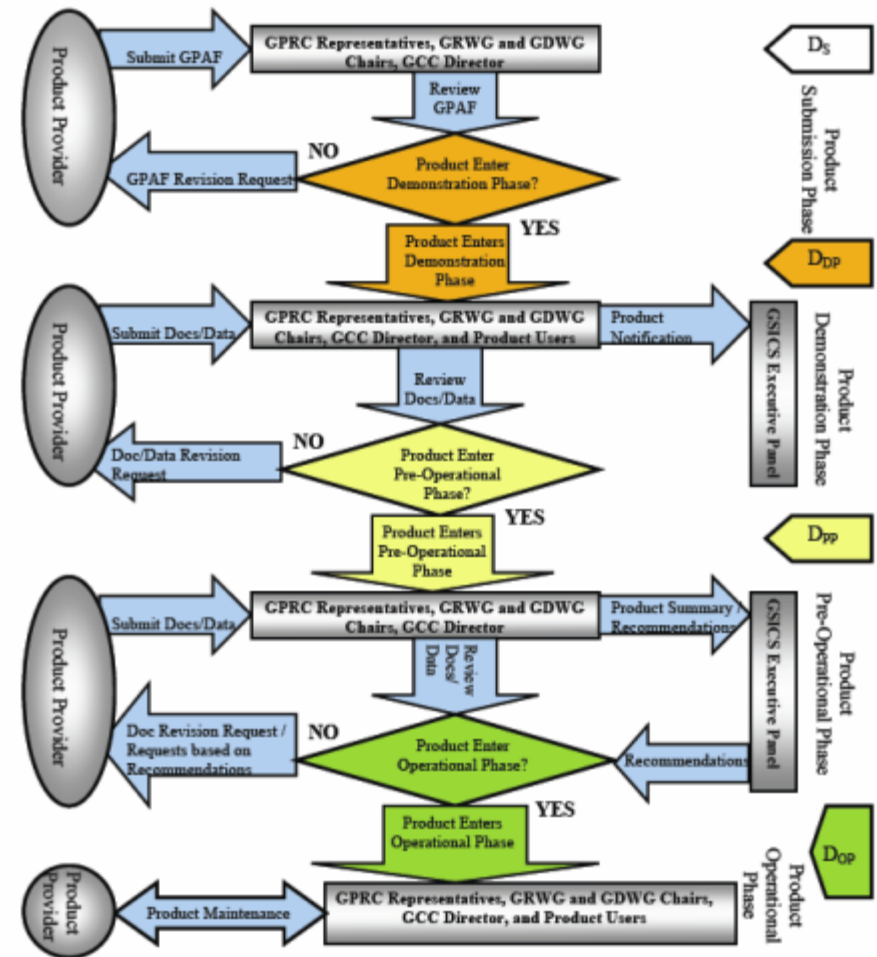 Product Provider
Submit GPAF
GPRC Representatives, GRWG and GDWG
Chairs, GCC Director
DS
Review
GPAF
Product
Submission Phase
NO
Product Enter
Demonstration Phase?
GPAF Revision Request
YES
Product Enters
Demonstration
Phase
DDP
Product Provider
Submit Docs/Data
GPRC Representatives, GRWG and GDWG
Chairs, GCC Director, and Product Users
Product
Notification
GSICS Executive Panel
Product
Demonstration Phase
Review
Docs/Data
NO
Doc/Data Revision
Request
Product Enter
Pre-Operational
Phase?
YES
Product Enters
Pre-Operational
Phase
DPP
Product Provider
Submit Docs/Data
GPRC Representatives, GRWG and GDWG
Chairs, GCC Director
Product Summary /
Recommendations
GSICS Executive Panel
Product
Pre-Operational Phase
Review
Docs/
Data
NO
Doc Revision Request /
Requests based on
Recommendations
Product Enter
Operational Phase?
Recommendations
YES
Product Enters
Operational Phase
DOP
Product
Operational
Phase
Product
Provider
Product Maintenance
GPRC Representatives, GRWG and GDWG Chairs,
GCC Director, and Product Users